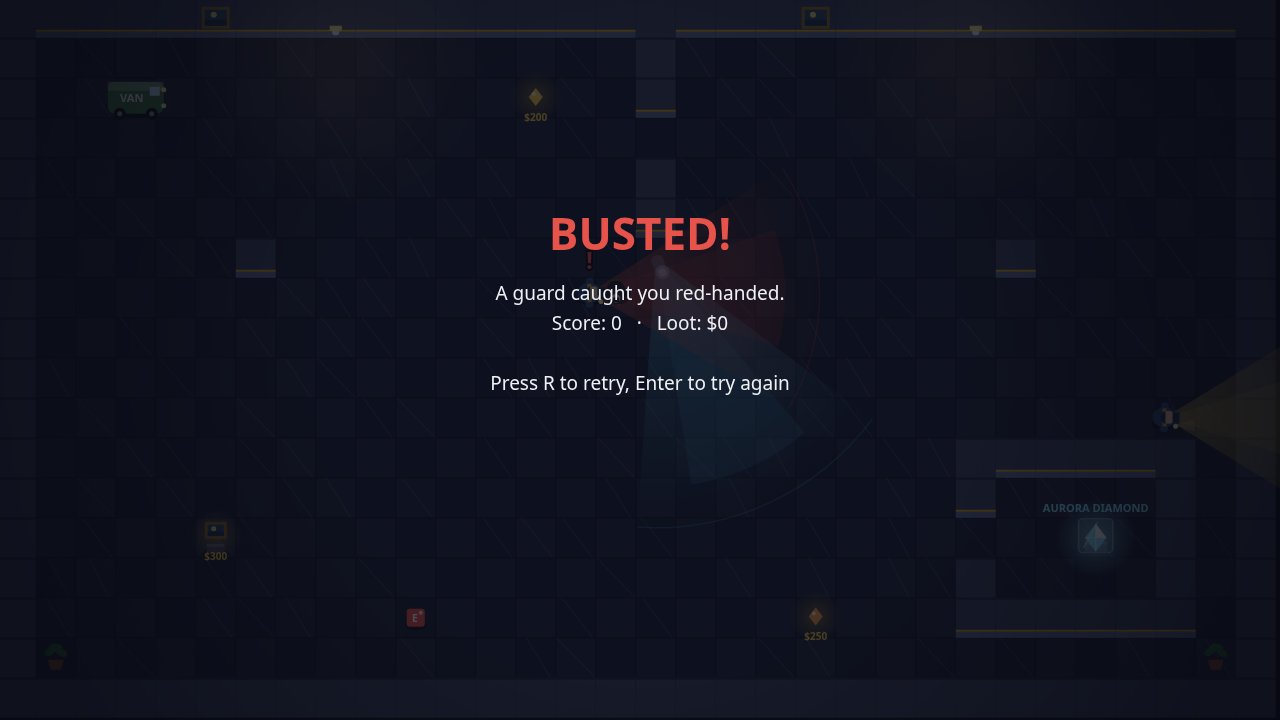 VAN
$200
BUSTED!
!
A guard caught you red-handed.
Score: 0 · Loot: $0
Press R to retry, Enter to try again
AURORA DIAMOND
$300
E
$250